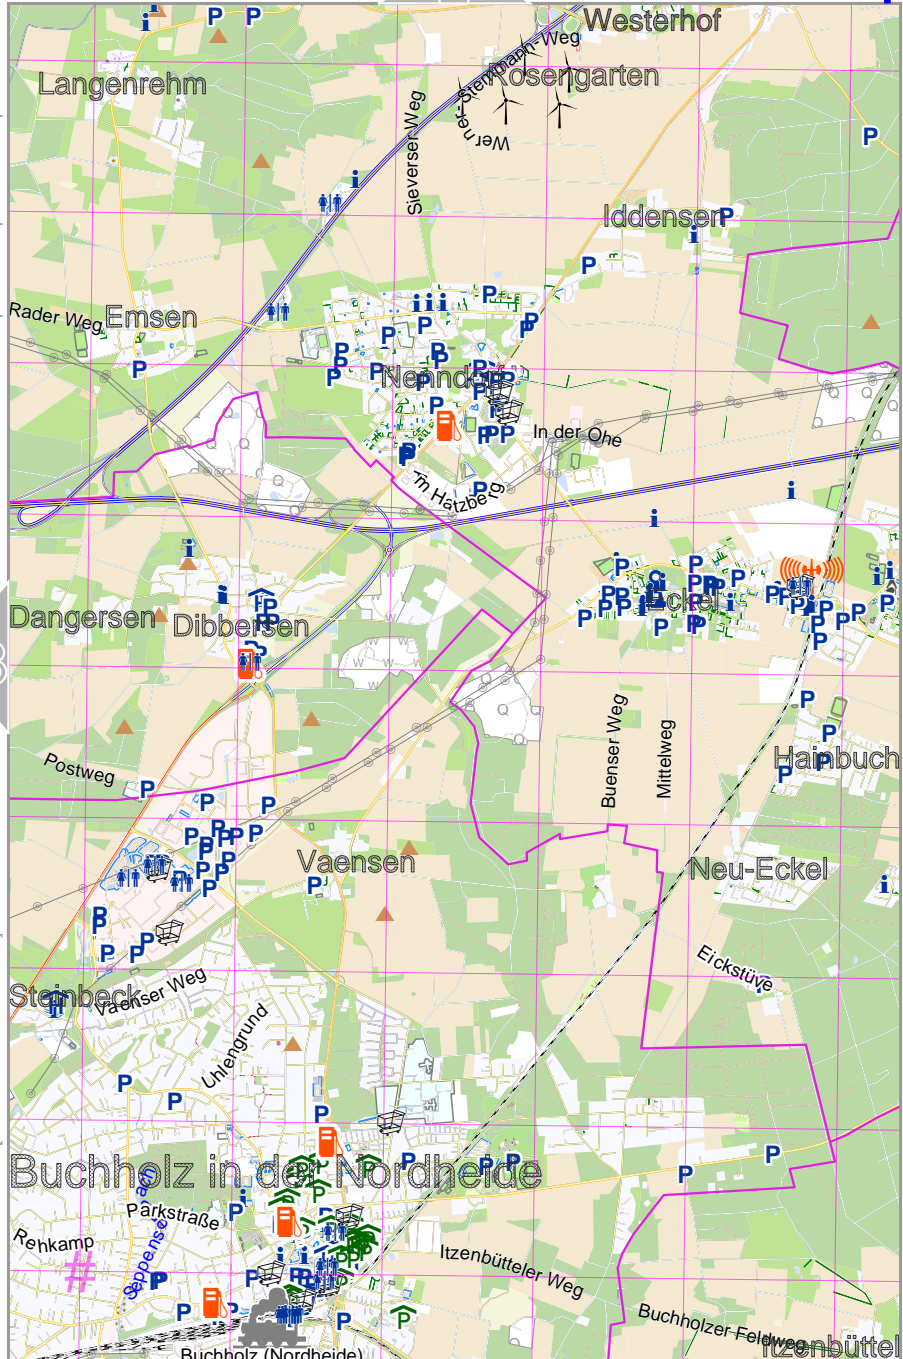 Westerhof
Rosengarten
Langenrehm
Werner-Stenkmann-Weg
Sieverser Weg
Iddensen
Rader Weg
Emsen
Nenndorf
In der Ohe
Im Hatzberg
Eckel
Dangersen
Dibbersen
Buenser Weg
Mittelweg
Hainbuch
Postweg
Vaensen
Neu-Eckel
Eickstüve
Steinbeck
Vaenser Weg
Uhlengrund
Buchholz in der Nordheide
Parkstraße
Rehkamp
Itzenbütteler Weg
Buchholzer Feldweg
Itzenbüttel
Buchholz (Nordheide)